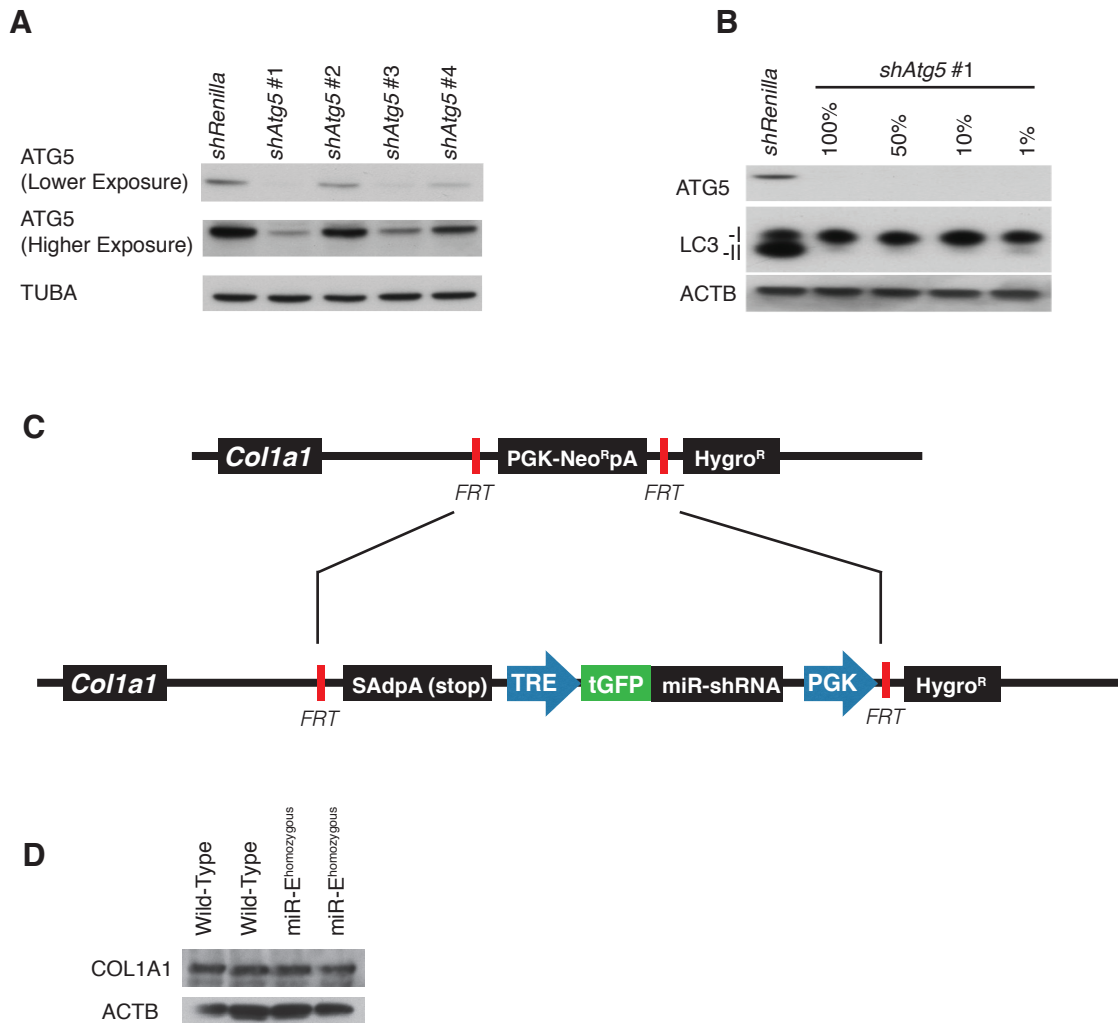 A
shRenilla
shAtg5 #1
shAtg5 #2
shAtg5 #3
shAtg5 #4
ATG5
(Lower Exposure)
ATG5
(Higher Exposure)
TUBA
B
shAtg5 #1
shRenilla
100%
50%
10%
1%
ATG5
LC3
-I
-II
ACTB
C
Col1a1
PGK-NeoᴿpA
Hygroᴿ
FRT
FRT
Col1a1
SAdpA (stop)
TRE
tGFP
miR-shRNA
PGK
Hygroᴿ
FRT
FRT
D
Wild-Type
Wild-Type
miR-Ehomozygous
miR-Ehomozygous
COL1A1
ACTB